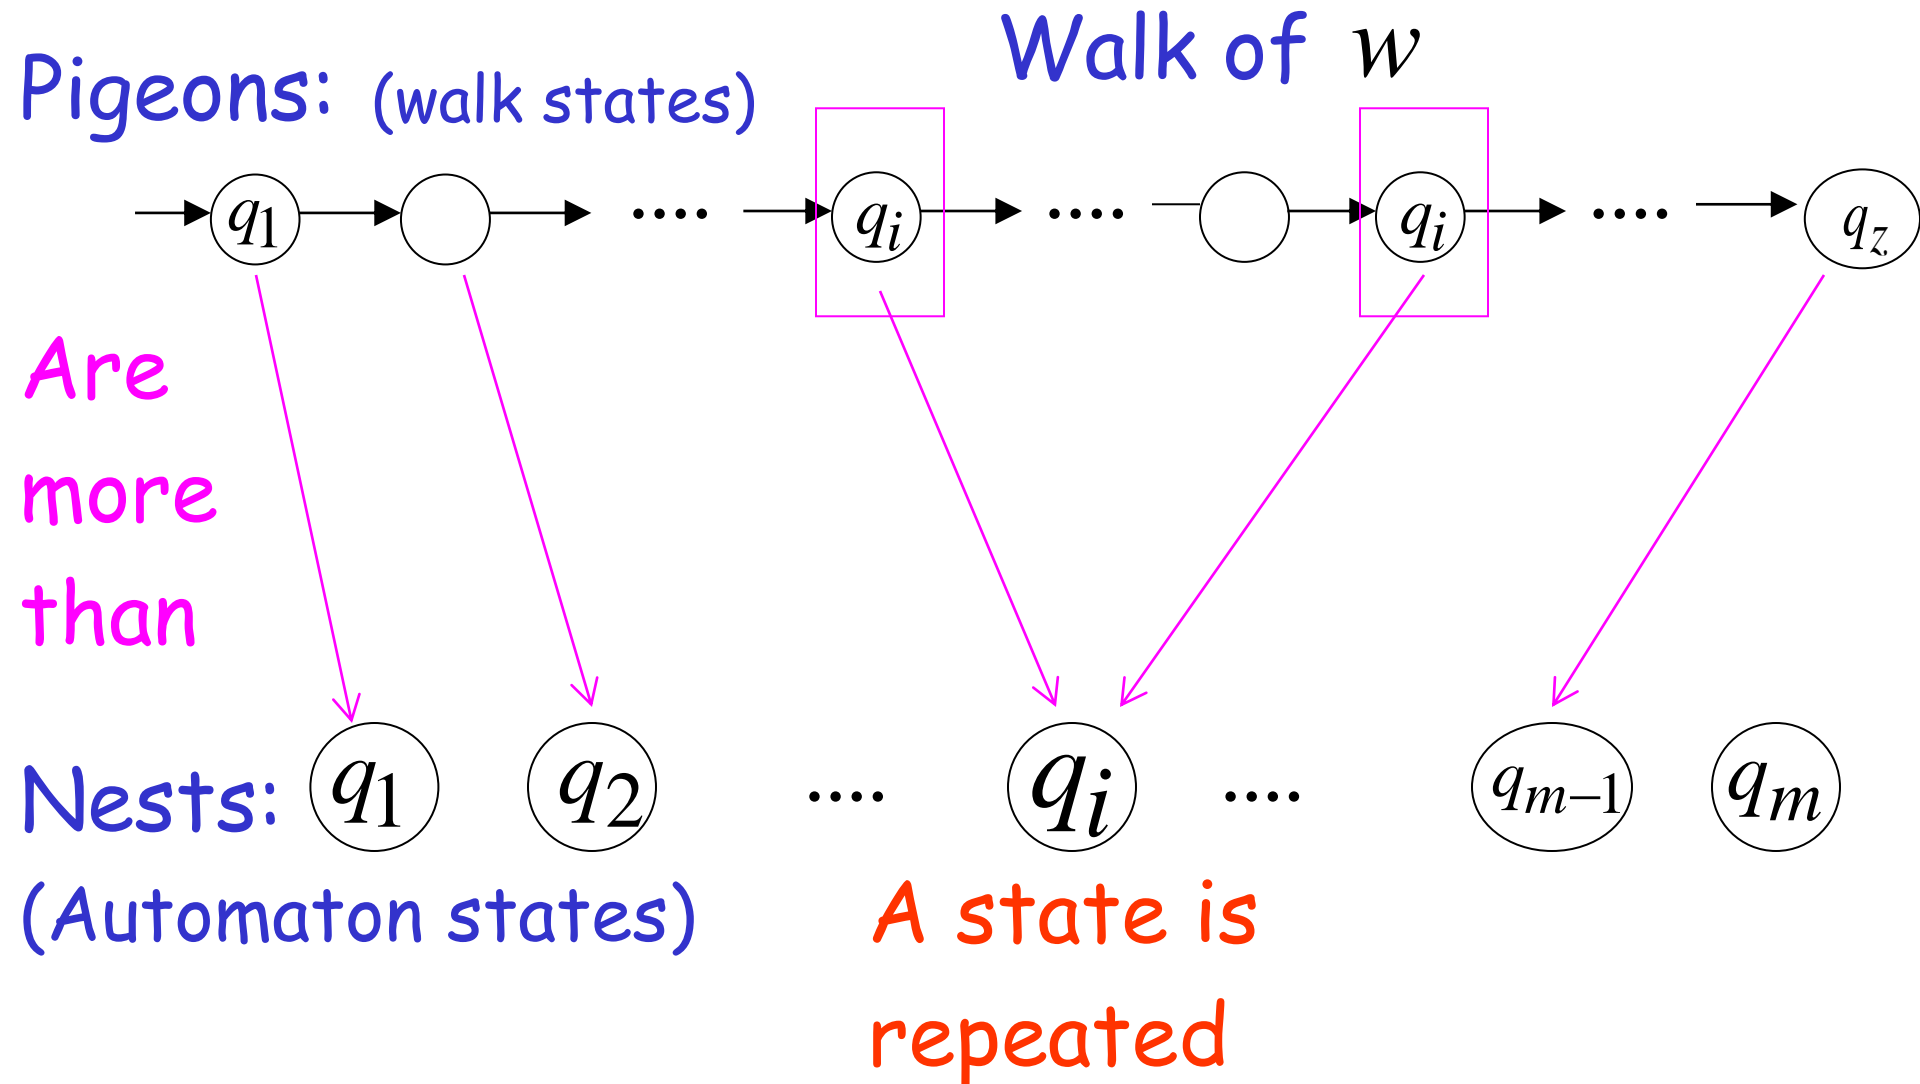 Walk of w
Pigeons: (walk states)
q1 .... qi .... qi .... qz
Are
more
than
Nests: q1 q2 .... qi .... qm−1 qm
(Automaton states)
A state is
repeated